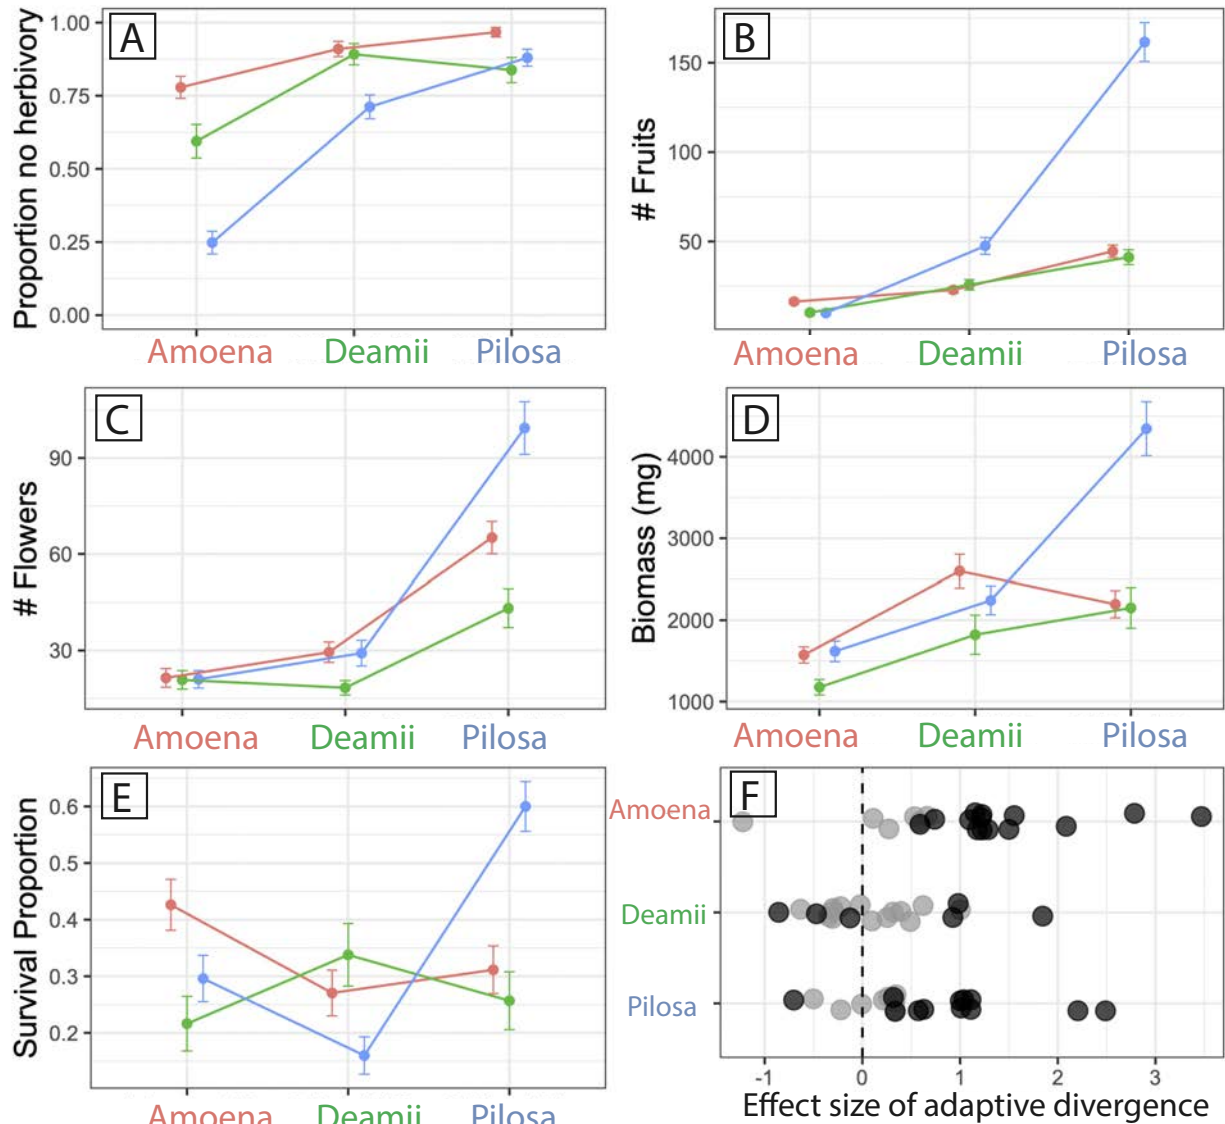 A
Proportion no herbivory
1.00
0.75
0.50
0.25
0.00
Amoena Deamii Pilosa
B
# Fruits
150
100
50
Amoena Deamii Pilosa
C
# Flowers
90
60
30
Amoena Deamii Pilosa
D
Biomass (mg)
4000
3000
2000
1000
Amoena Deamii Pilosa
E
Survival Proportion
0.6
0.5
0.4
0.3
0.2
Amoena Deamii Pilosa
F
Amoena
Deamii
Pilosa
-1 0 1 2 3
Effect size of adaptive divergence